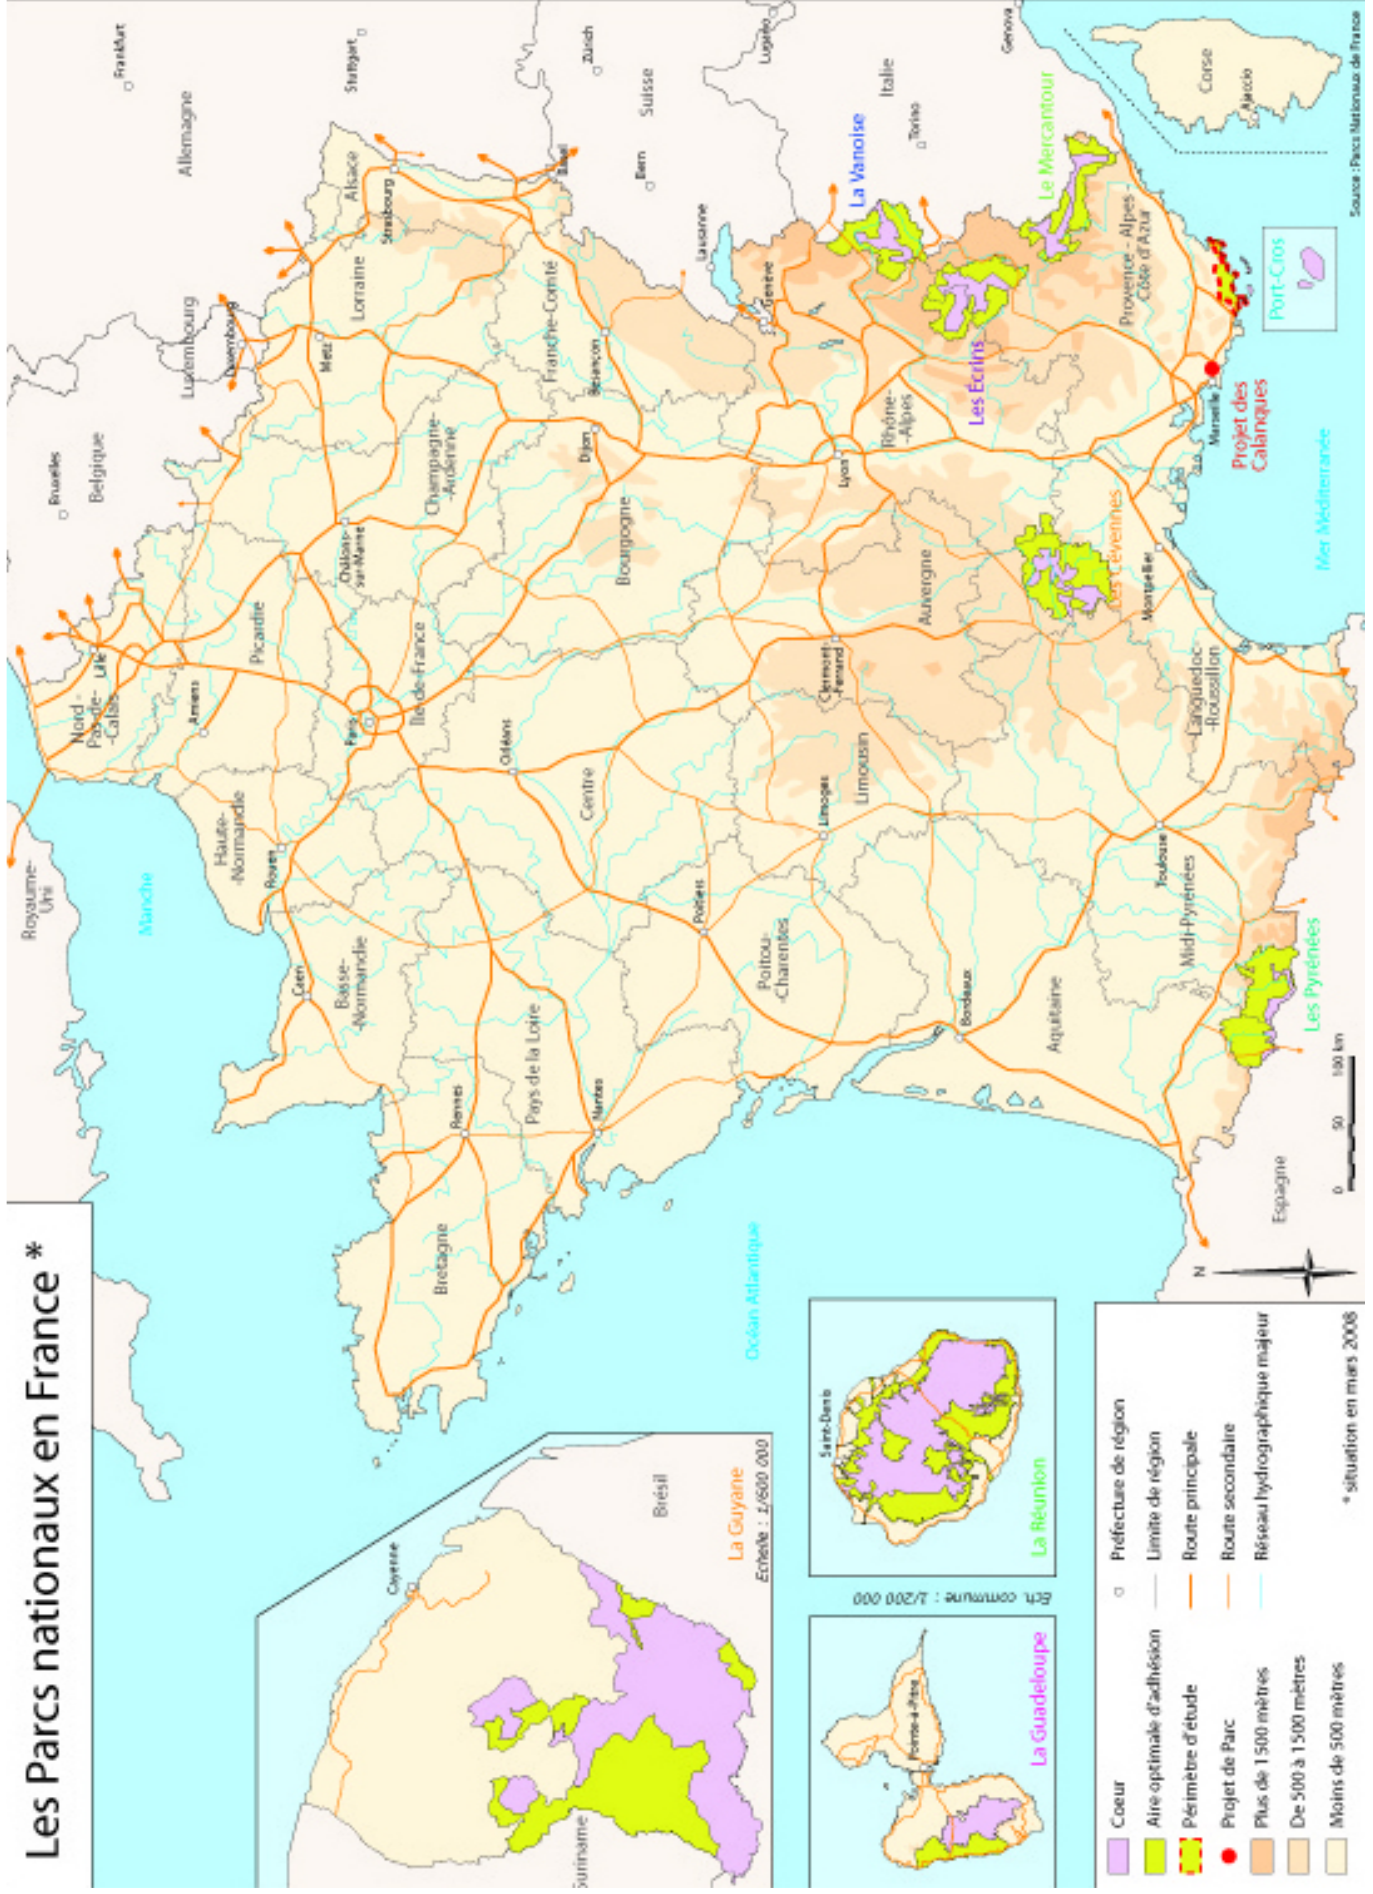 Les Parcs nationaux en France *
Royaume-
Uni
Manche
Bruxelles
Belgique
Luxembourg
Luxembourg
Allemagne
Frankfurt
Stuttgart
Zürich
Suisse
Bern
Lausanne
Genève
Lugano
Italie
Torino
Genova
Nord -
Pas-de-
-Calais
Lille
Amiens
Picardie
Haute-
-Normandie
Rouen
Caen
Basse-
-Normandie
Paris
Île-de-France
Châlons-
sur-Marne
Champagne-
-Ardenne
Metz
Lorraine
Strasbourg
Alsace
Basel
Bretagne
Rennes
Pays de la Loire
Nantes
Orléans
Centre
Bourgogne
Dijon
Besançon
Franche-Comté
Poitiers
Poitou-
-Charentes
Limoges
Limousin
Clermont-
-Ferrand
Auvergne
Lyon
Rhône-
-Alpes
La Vanoise
Les Ecrins
Le Mercantour
Provence - Alpes -
Côte d'Azur
Bordeaux
Aquitaine
Midi-Pyrénées
Toulouse
Languedoc-
-Roussillon
Montpellier
Les Cévennes
Marseille
Projet des
Calanques
Port-Cros
Corse
Ajaccio
Les Pyrénées
Espagne
Mer Méditerranée
Océan Atlantique
Source : Parcs Nationaux de France
N
0
50
100 km
Suriname
Cayenne
Brésil
La Guyane
Echelle : 1/600 000
Pointe-à-Pitre
La Guadeloupe
Ech. commune : 1/200 000
Saint-Denis
La Réunion
Coeur
Aire optimale d'adhésion
Périmètre d'étude
Projet de Parc
Plus de 1500 mètres
De 500 à 1500 mètres
Moins de 500 mètres
Préfecture de région
Limite de région
Route principale
Route secondaire
Réseau hydrographique majeur
* situation en mars 2008